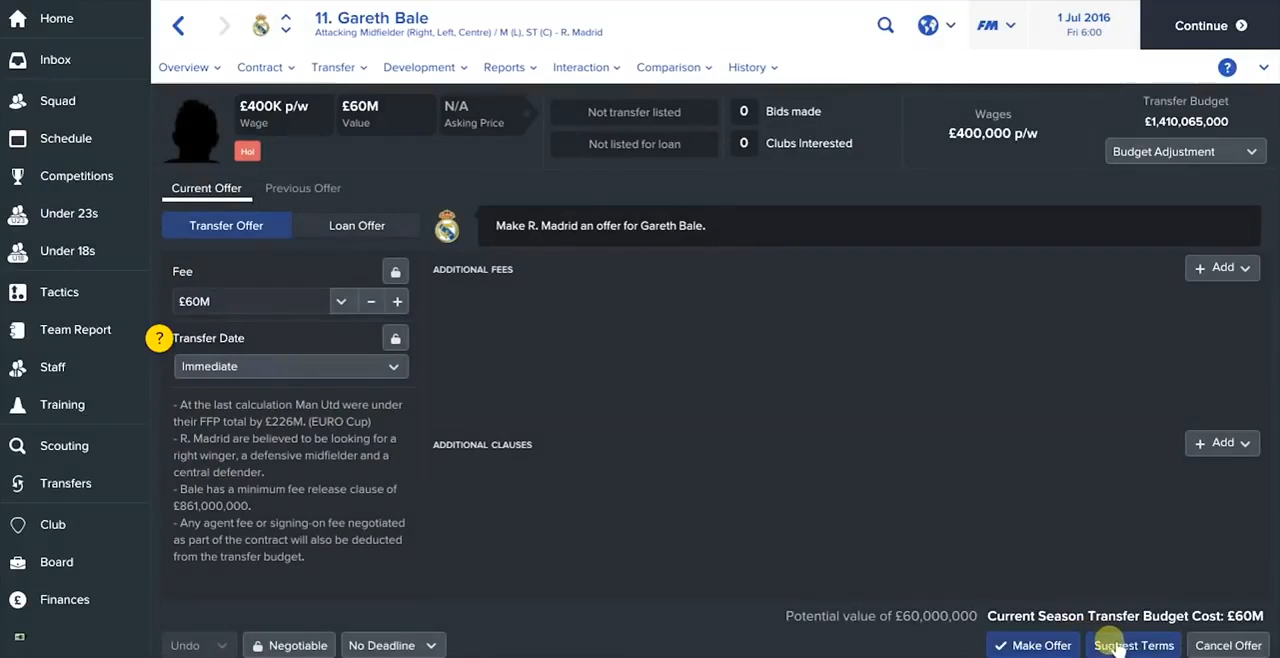 Home
Inbox
Squad
Schedule
Competitions
Under 23s
Under 18s
Tactics
Team Report
Staff
Training
Scouting
Transfers
Club
Board
Finances
11. Gareth Bale
Attacking Midfielder (Right, Left, Centre) / M (L), ST (C) - R. Madrid
FM
1 Jul 2016
Fri 6:00
Continue
Overview
Contract
Transfer
Development
Reports
Interaction
Comparison
History
?
£400K p/w
Wage
£60M
Value
N/A
Asking Price
Hol
Not transfer listed
Not listed for loan
0 Bids made
0 Clubs Interested
Wages
£400,000 p/w
Transfer Budget
£1,410,065,000
Budget Adjustment
Current Offer
Previous Offer
Transfer Offer
Loan Offer
Make R. Madrid an offer for Gareth Bale.
Fee
£60M
- +
? Transfer Date
Immediate
- At the last calculation Man Utd were under
their FFP total by £226M. (EURO Cup)
- R. Madrid are believed to be looking for a
right winger, a defensive midfielder and a
central defender.
- Bale has a minimum fee release clause of
£861,000,000.
- Any agent fee or signing-on fee negotiated
as part of the contract will also be deducted
from the transfer budget.
ADDITIONAL FEES
+ Add
ADDITIONAL CLAUSES
+ Add
Potential value of £60,000,000 Current Season Transfer Budget Cost: £60M
Undo
Negotiable
No Deadline
Make Offer
Suggest Terms
Cancel Offer